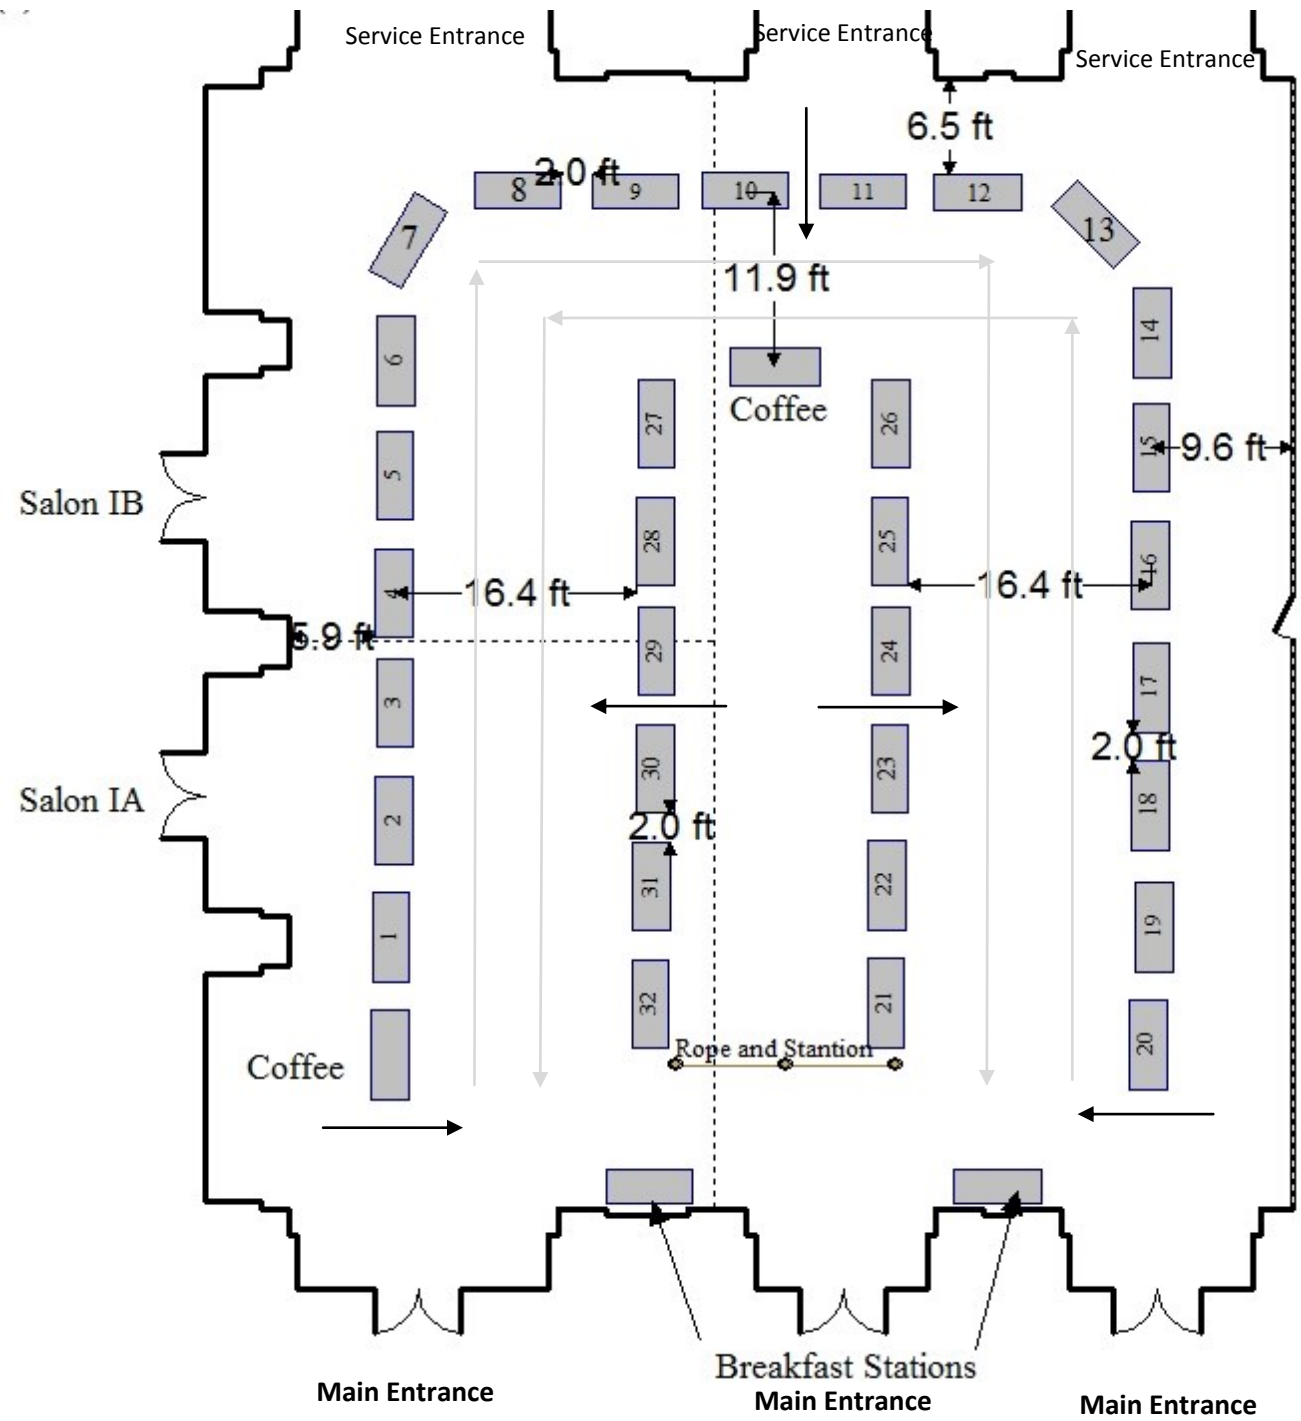 Service Entrance
Service Entrance
Service Entrance
6.5 ft
2.0 ft
8
9
10
11
12
7
13
11.9 ft
14
6
Coffee
27
26
15
9.6 ft
5
Salon IB
28
25
16
4
16.4 ft
16.4 ft
5.9 ft
29
24
3
17
2.0 ft
30
23
18
Salon IA
2
2.0 ft
31
22
1
19
32
21
20
Rope and Stantion
Coffee
Breakfast Stations
Main Entrance
Main Entrance
Main Entrance